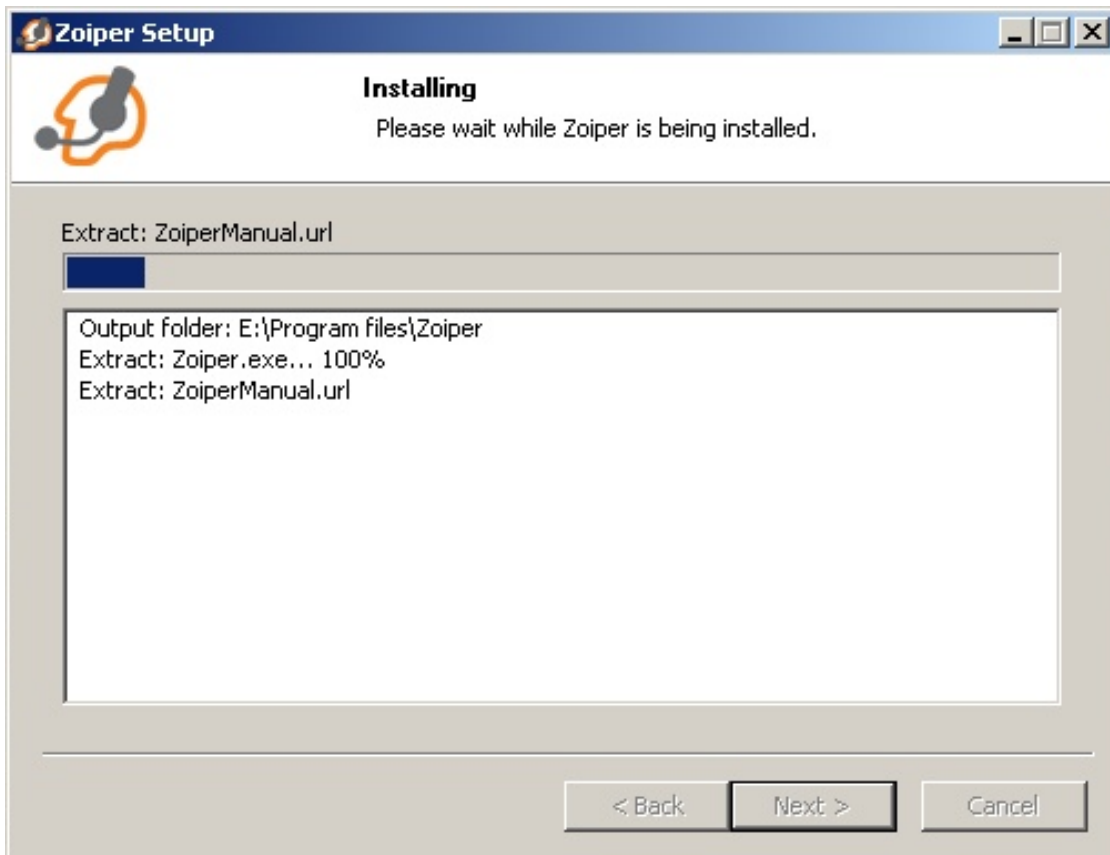 Zoiper Setup
Installing
Please wait while Zoiper is being installed.
Extract: ZoiperManual.url
Output folder: E:\Program files\Zoiper
Extract: Zoiper.exe... 100%
Extract: ZoiperManual.url
< Back Next > Cancel